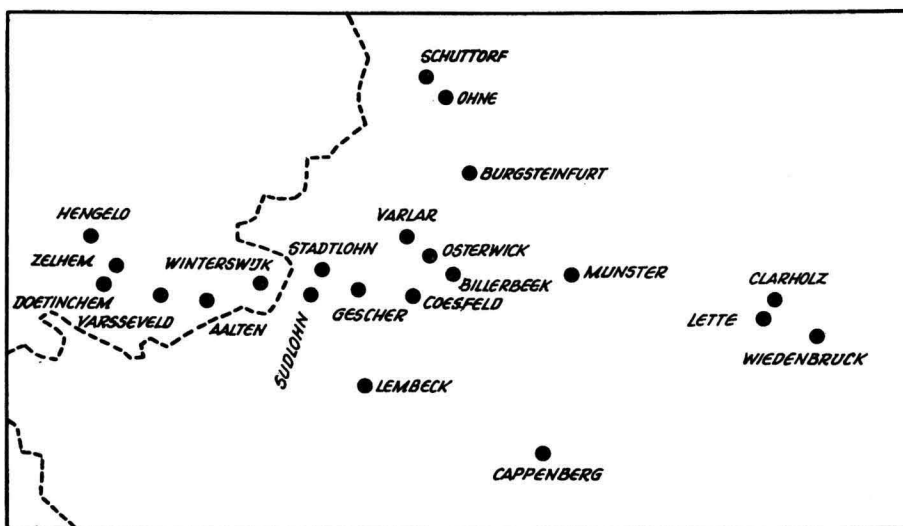 SCHUTTORF
OHNE
BURGSTEINFURT
HENGELO
VARLAR
ZELHEM
WINTERSWIJK
STADTLOHN
OSTERWICK
BILLERBEEK
MUNSTER
CLARHOLZ
DOETINCHEM
YARSSEVELD
AALTEN
SUDLOHN
GESCHER
COESFELD
LETTE
WIEDENBRUCK
LEMBECK
CAPPENBERG